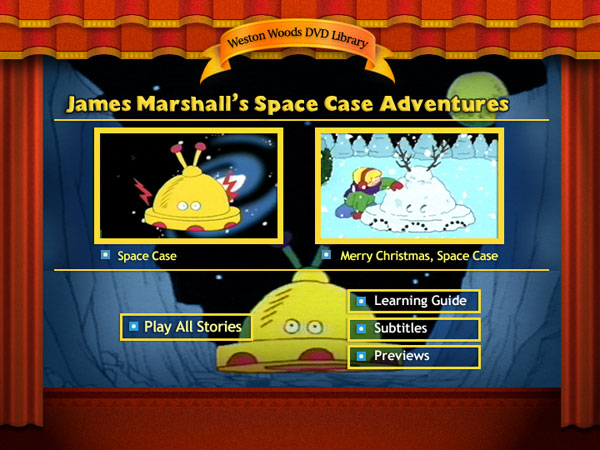 Weston Woods DVD Library
James Marshall's Space Case Adventures
Space Case
Merry Christmas, Space Case
Play All Stories
Learning Guide
Subtitles
Previews